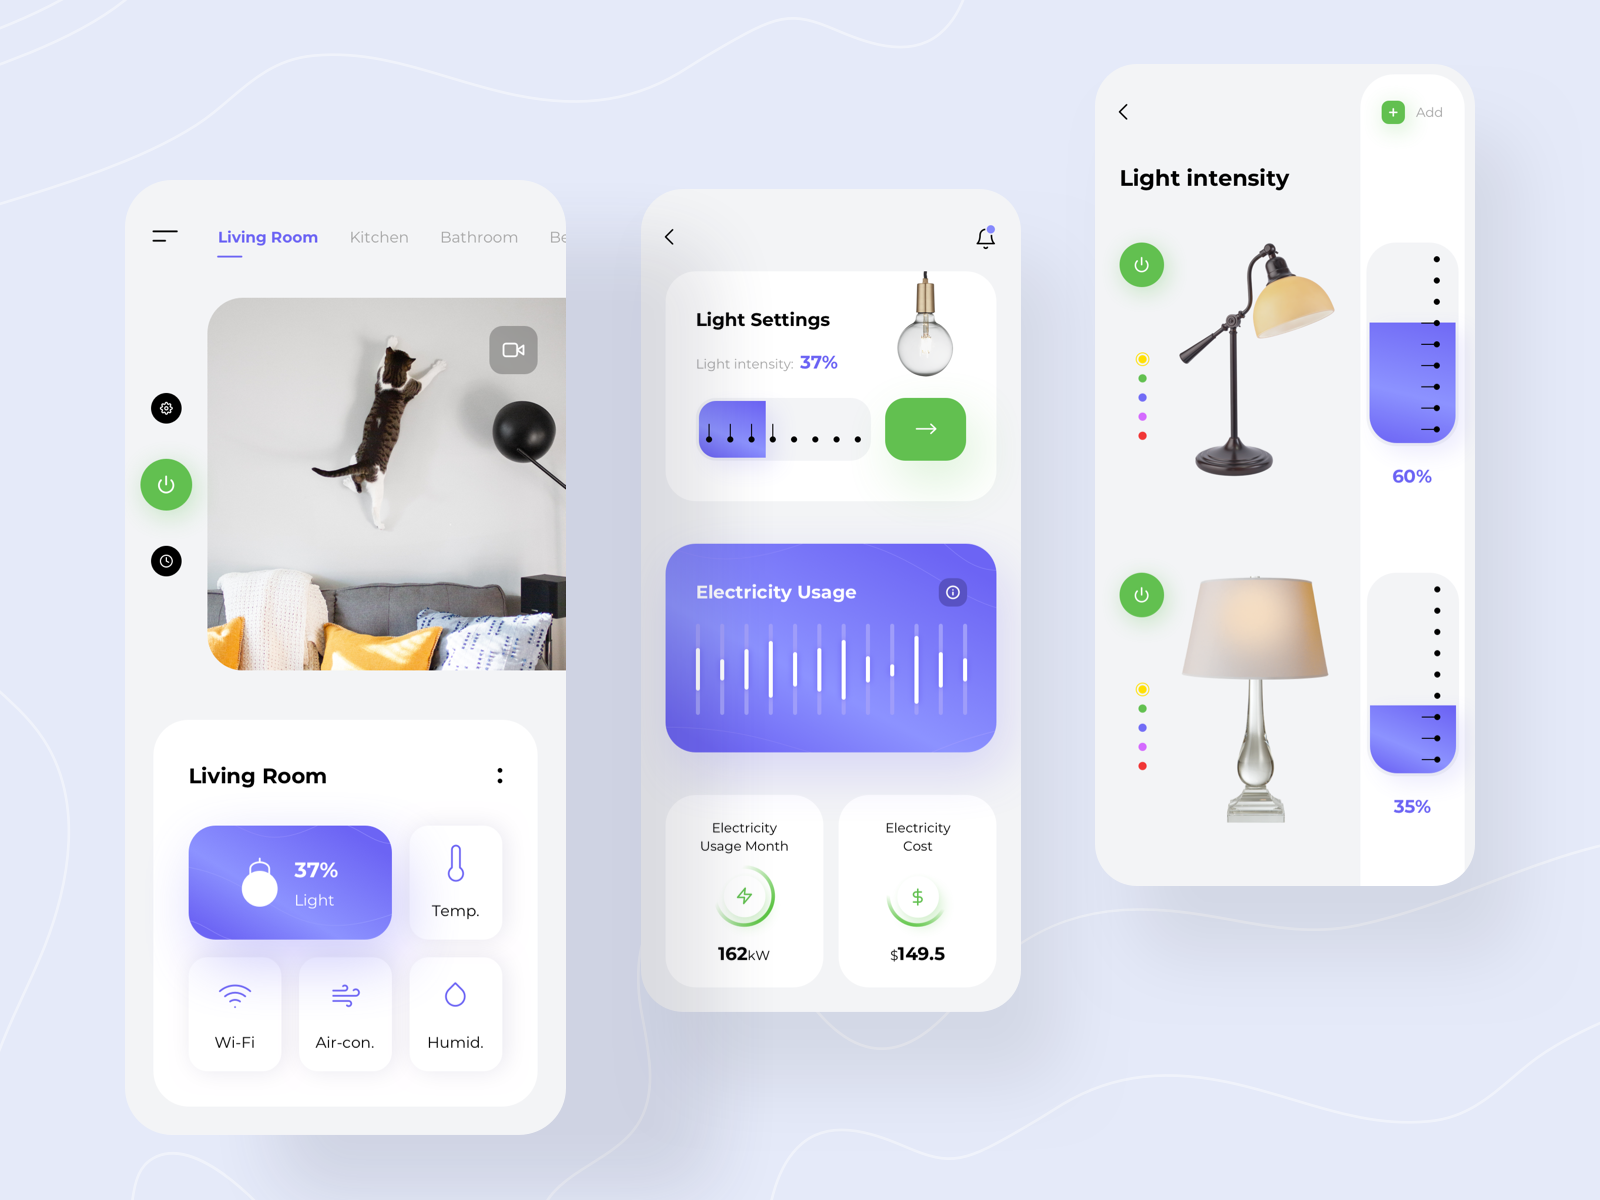 Living Room Kitchen Bathroom Be
Living Room
37%
Light
Temp.
Wi-Fi
Air-con.
Humid.
Light Settings
Light intensity: 37%
Electricity Usage
Electricity
Usage Month
162kW
Electricity
Cost
$149.5
Add
Light intensity
60%
35%